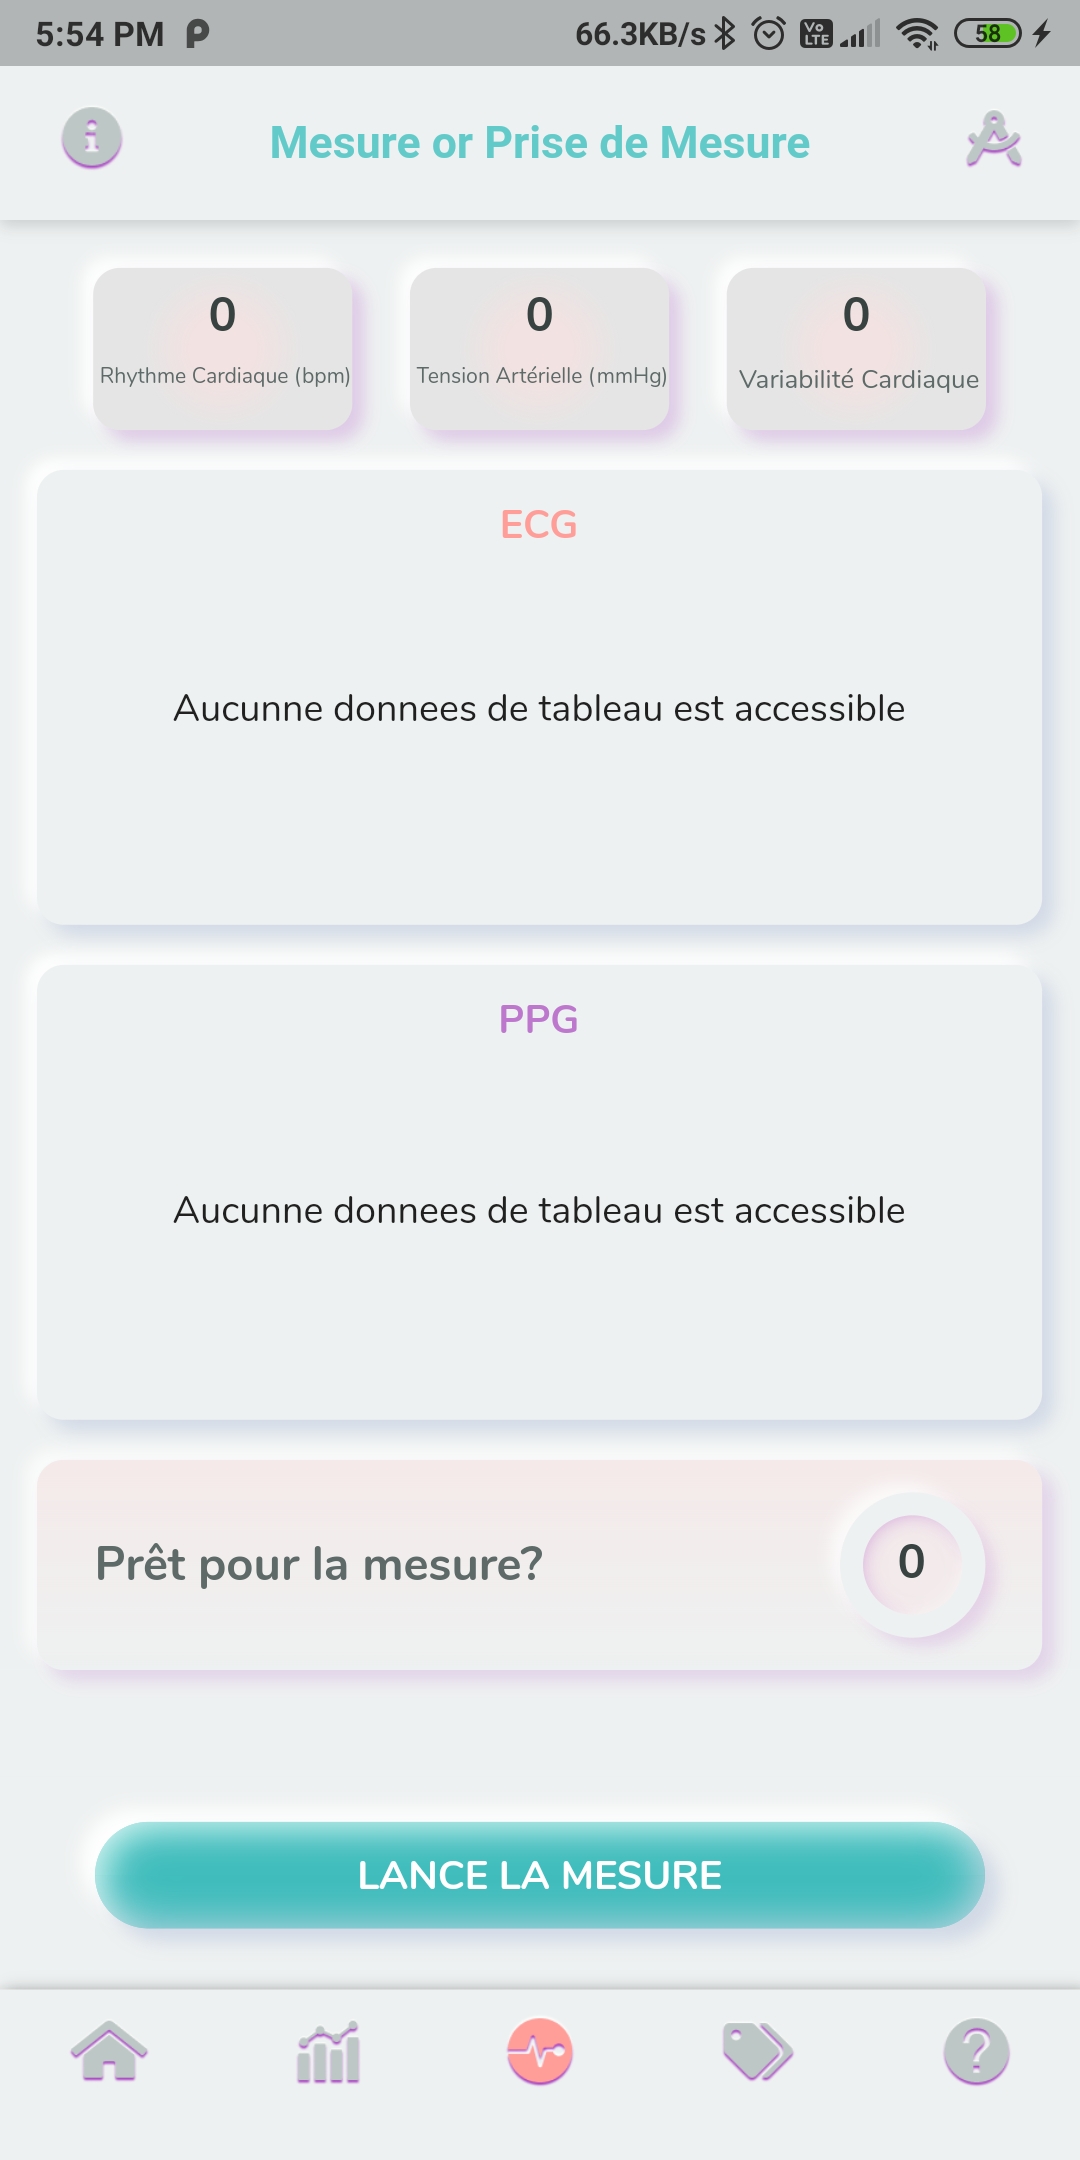 5:54 PM 66.3KB/s Vo LTE 58
Mesure or Prise de Mesure
0 0 0
Rhythme Cardiaque (bpm) Tension Artérielle (mmHg) Variabilité Cardiaque
ECG
Aucunne donnees de tableau est accessible
PPG
Aucunne donnees de tableau est accessible
Prêt pour la mesure? 0
LANCE LA MESURE